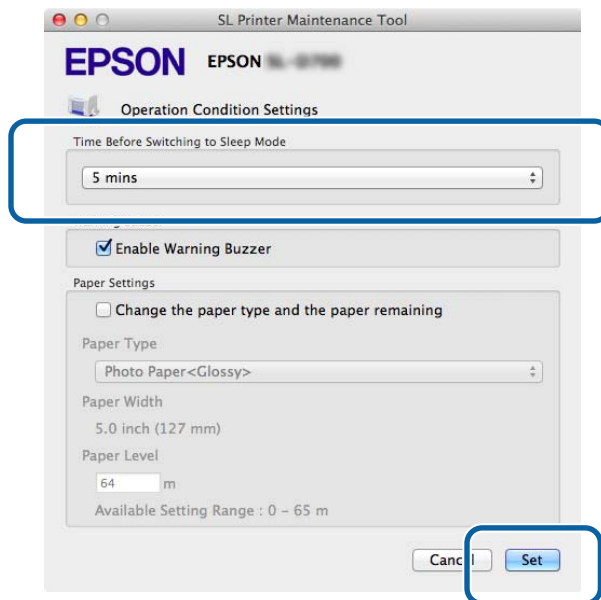 SL Printer Maintenance Tool
EPSON EPSON
Operation Condition Settings
Time Before Switching to Sleep Mode
5 mins
Enable Warning Buzzer
Paper Settings
Change the paper type and the paper remaining
Paper Type
Photo Paper<Glossy>
Paper Width
5.0 inch (127 mm)
Paper Level
64 m
Available Setting Range : 0 – 65 m
Set